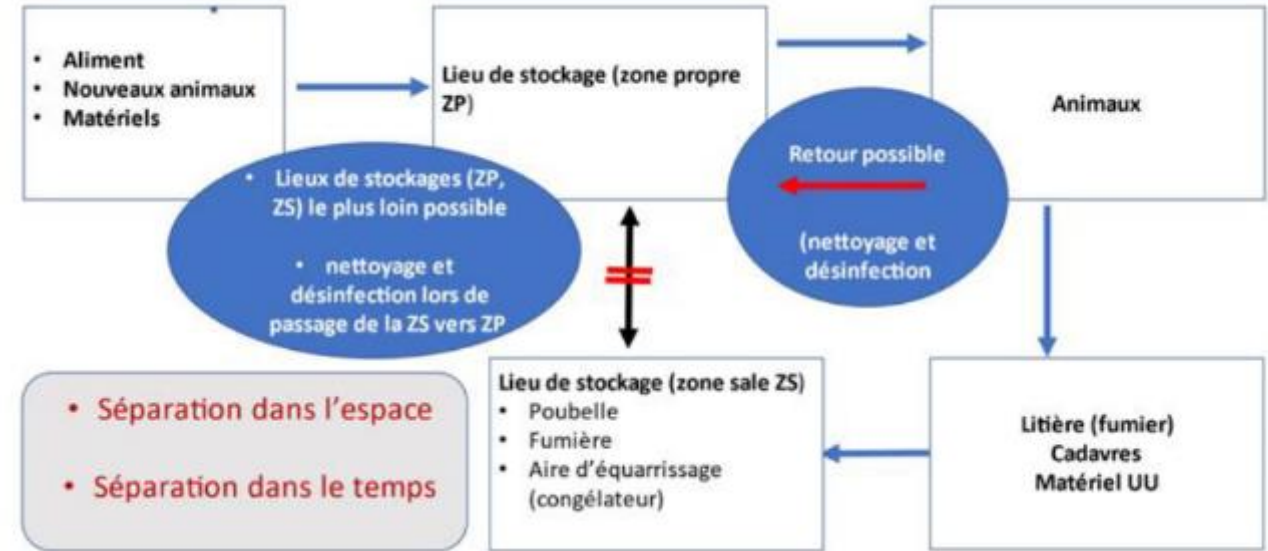 • Aliment
• Nouveaux animaux
• Matériels
Lieu de stockage (zone propre
ZP)
Animaux
• Lieux de stockages (ZP,
ZS) le plus loin possible
• nettoyage et
désinfection lors de
passage de la ZS vers ZP
Retour possible
(nettoyage et
désinfection
• Séparation dans l'espace
• Séparation dans le temps
Lieu de stockage (zone sale ZS)
• Poubelle
• Fumière
• Aire d'équarrissage
(congélateur)
Litière (fumier)
Cadavres
Matériel UU